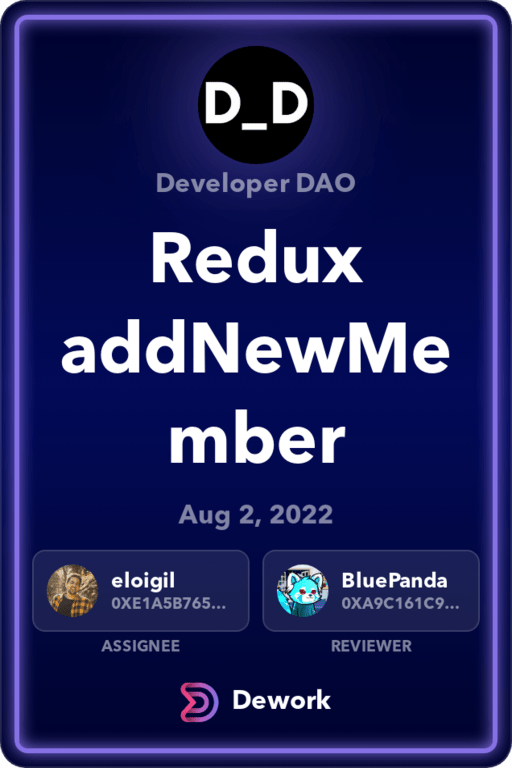 D_D
Developer DAO
Redux
addNewMe
mber
Aug 2, 2022
eloigil
0XE1A5B765...
BluePanda
0XA9C161C9...
ASSIGNEE
REVIEWER
Dework